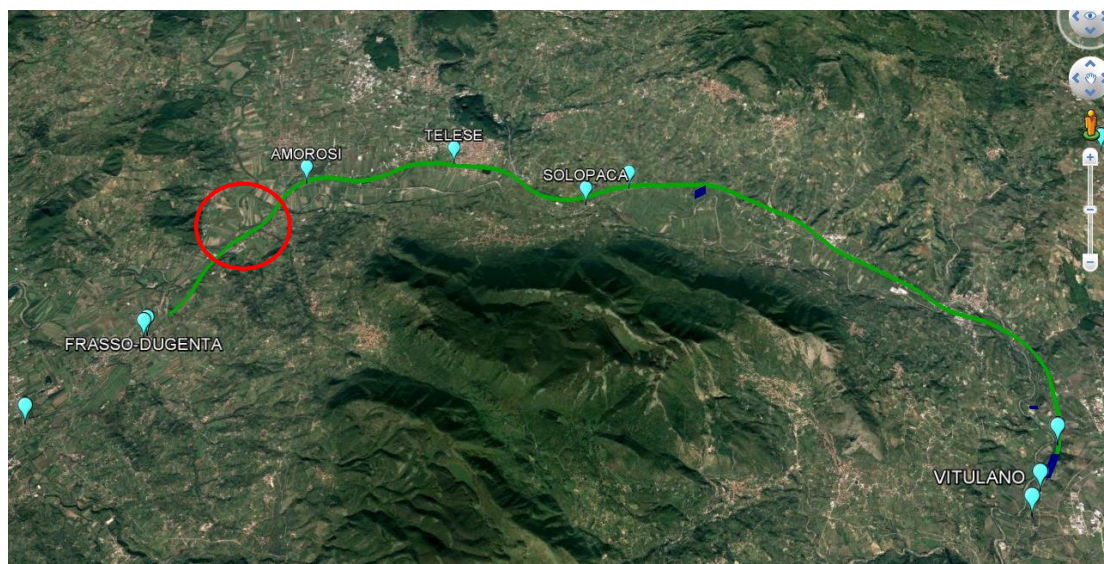 AMOROSI
TELESE
SOLOPACA
FRASSO-DUGENTA
VITULANO